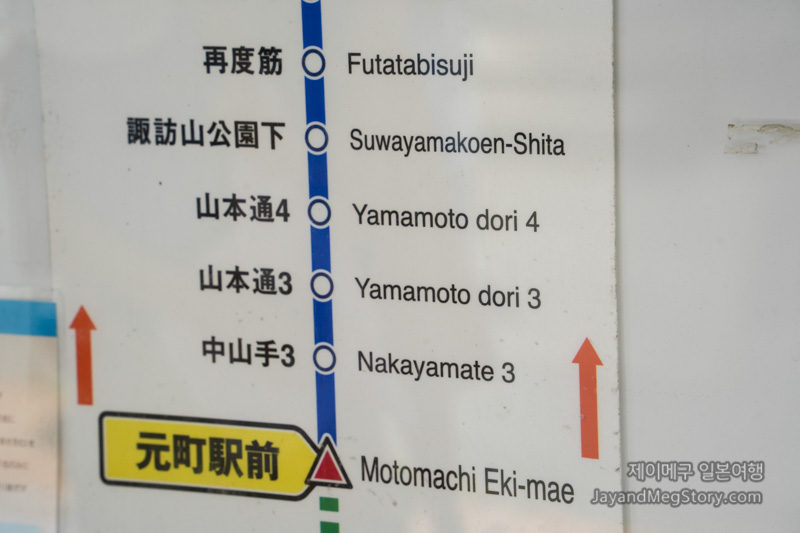 再度筋 Futatabisuji
諏訪山公園下 Suwayamakoen-Shita
山本通4 Yamamoto dori 4
山本通3 Yamamoto dori 3
中山手3 Nakayamate 3
元町駅前 Motomachi Eki-mae
제이메구 일본여행
JayandMegStory.com